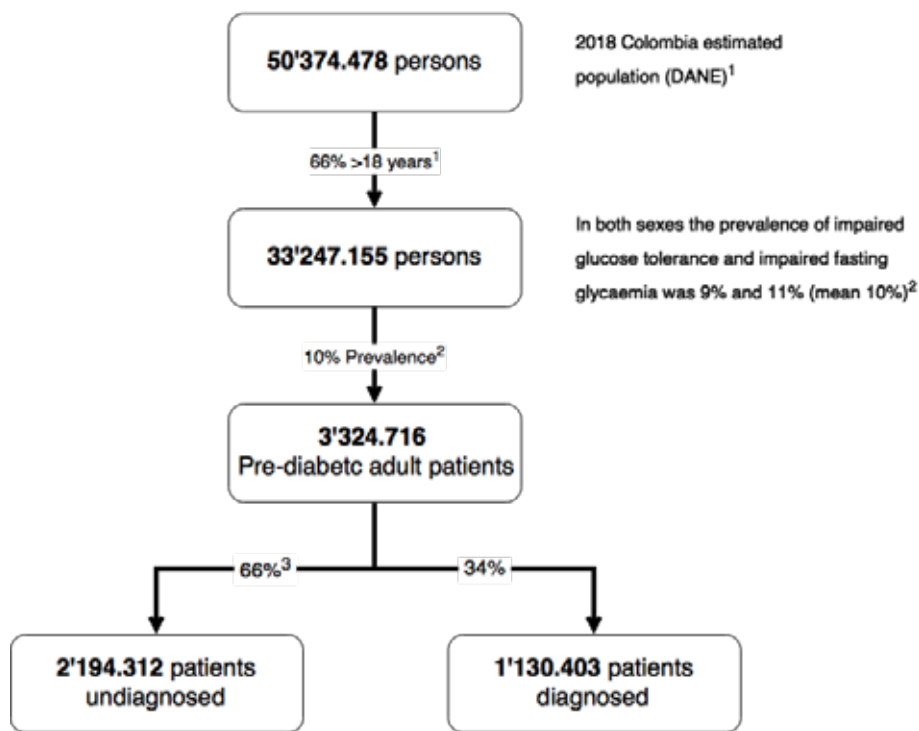 50'374.478 persons
2018 Colombia estimated
population (DANE)1
66% >18 years1
33'247.155 persons
In both sexes the prevalence of impaired
glucose tolerance and impaired fasting
glycaemia was 9% and 11% (mean 10%)2
10% Prevalence2
3'324.716
Pre-diabetc adult patients
66%3
34%
2'194.312 patients
undiagnosed
1'130.403 patients
diagnosed